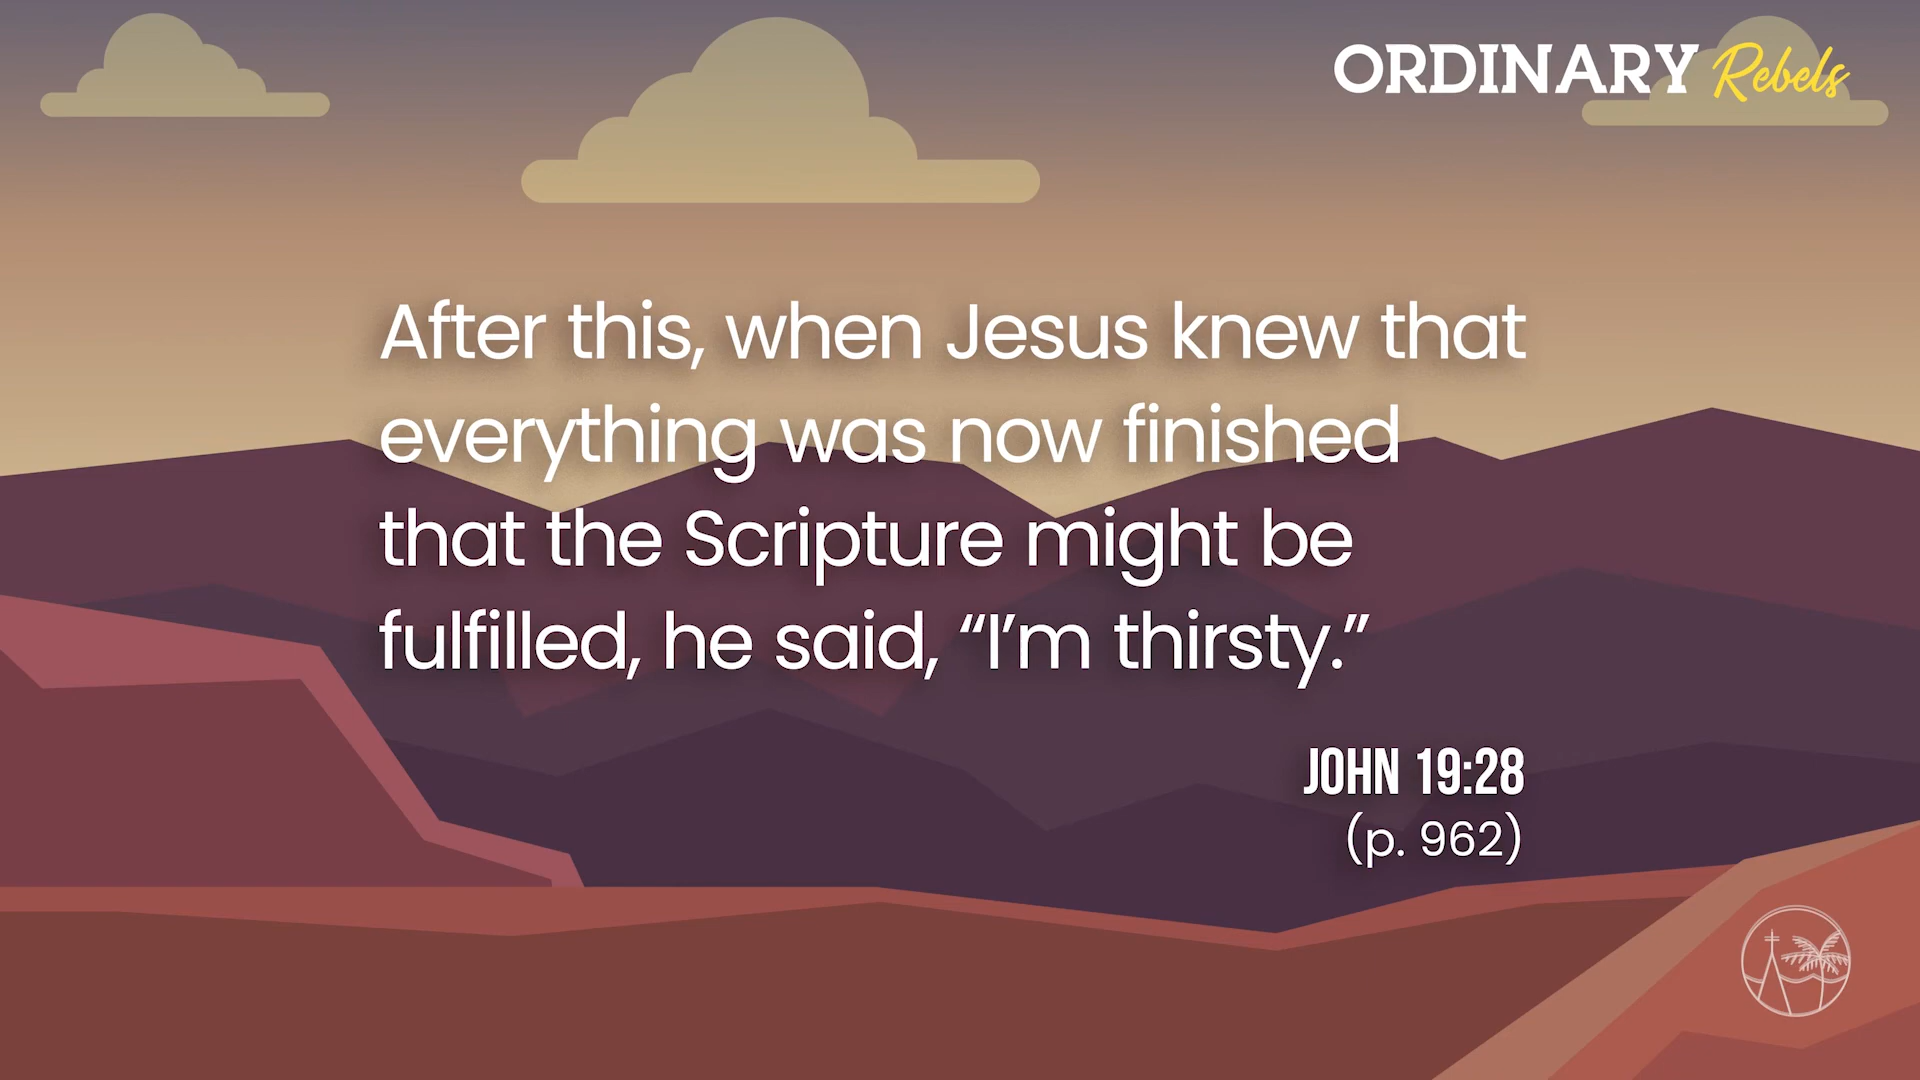 ORDINARY Rebels
After this, when Jesus knew that
everything was now finished
that the Scripture might be
fulfilled, he said, “I’m thirsty.”
JOHN 19:28
(p. 962)